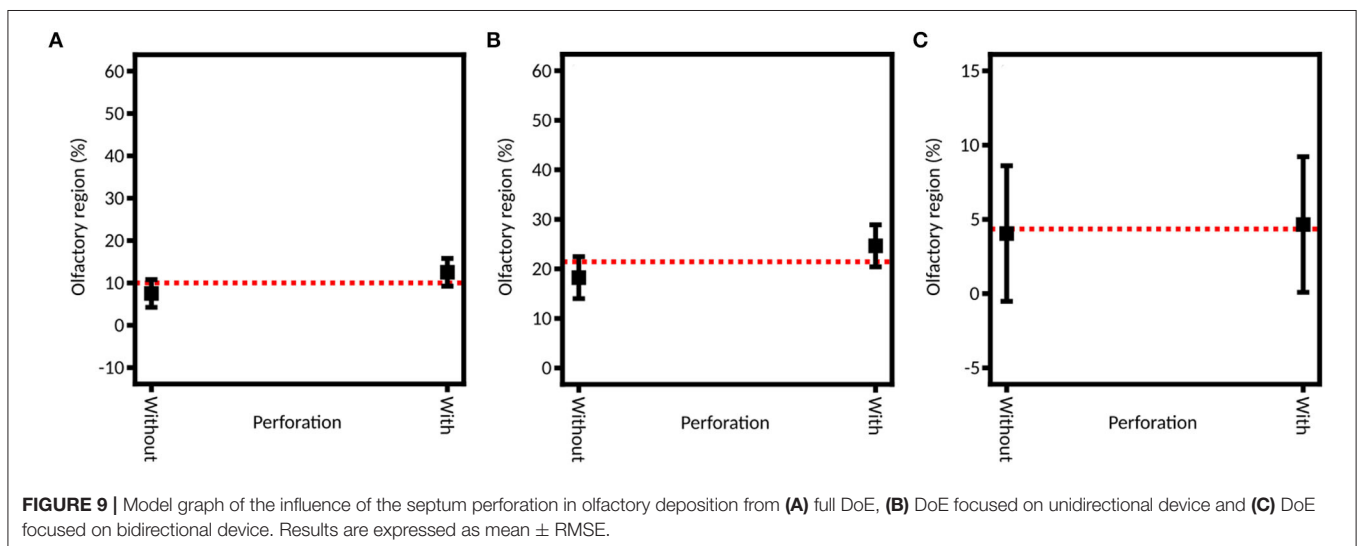 A
60
50
40
30
20
10
0
-10
Olfactory region (%)
Without
Perforation
With
B
60
50
40
30
20
10
0
Olfactory region (%)
Without
Perforation
With
C
15
10
5
0
-5
Olfactory region (%)
Without
Perforation
With
FIGURE 9 | Model graph of the influence of the septum perforation in olfactory deposition from (A) full DoE, (B) DoE focused on unidirectional device and (C) DoE
focused on bidirectional device. Results are expressed as mean ± RMSE.